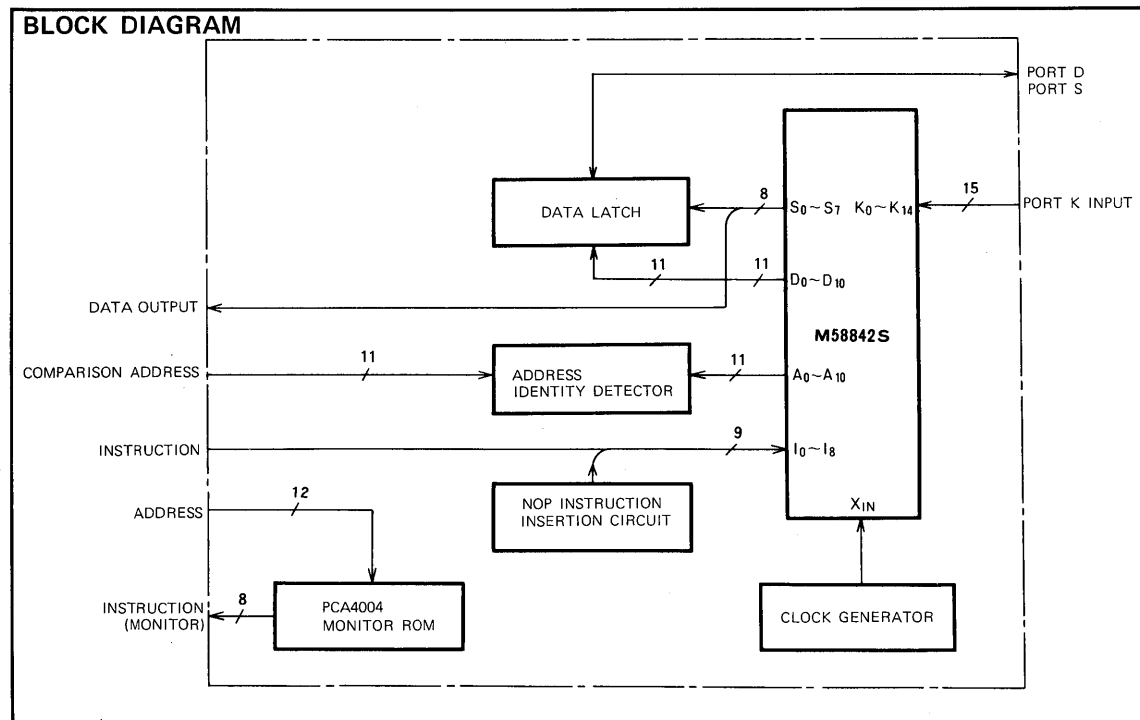 BLOCK DIAGRAM
PORT D
PORT S
DATA LATCH
8
S0~S7
K0~K14
15
PORT K INPUT
11
11
D0~D10
DATA OUTPUT
M58842S
COMPARISON ADDRESS
11
ADDRESS
IDENTITY DETECTOR
11
A0~A10
INSTRUCTION
9
I0~I8
NOP INSTRUCTION
INSERTION CIRCUIT
ADDRESS
12
XIN
INSTRUCTION
(MONITOR)
8
PCA4004
MONITOR ROM
CLOCK GENERATOR